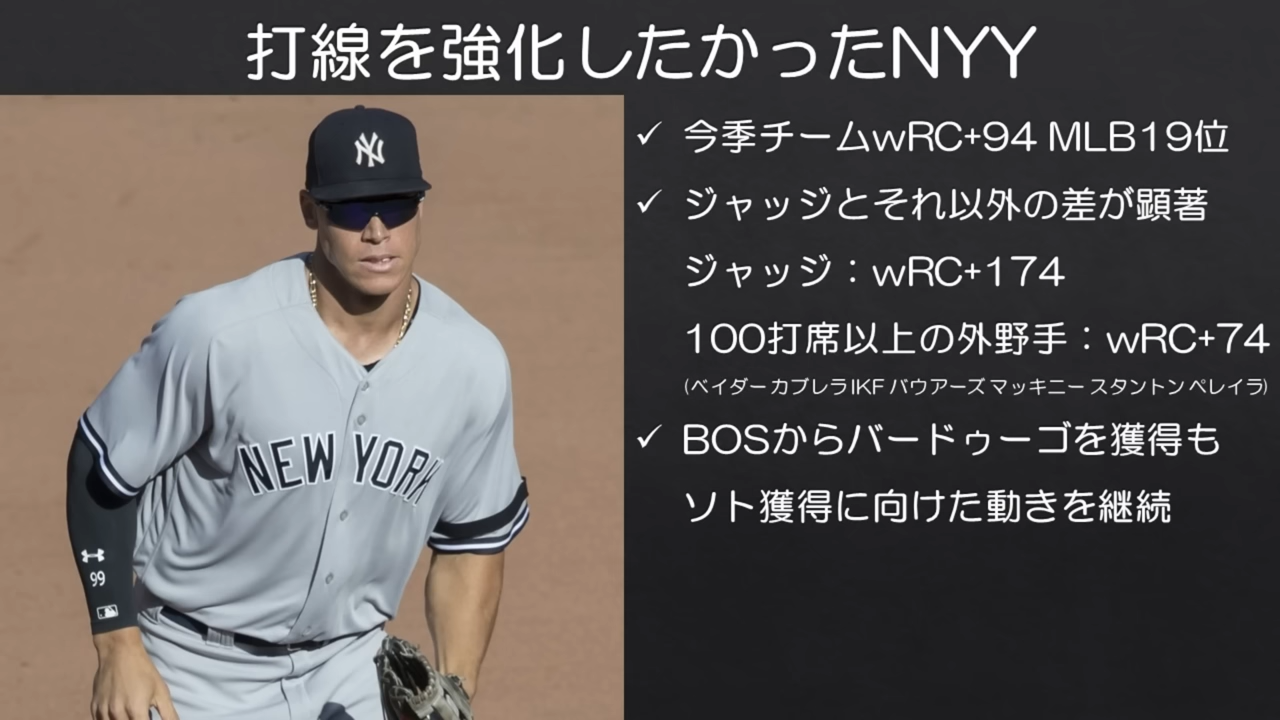 打線を強化したかったNYY
✓ 今季チームwRC+94 MLB19位
✓ ジャッジとそれ以外の差が顕著
ジャッジ：wRC+174
100打席以上の外野手：wRC+74
(ベイダー カブレラ IKF バウアーズ マッキニー スタントン ペレイラ)
✓ BOSからバードゥーゴを獲得も
ソト獲得に向けた動きを継続
NY
NEW YORK
99